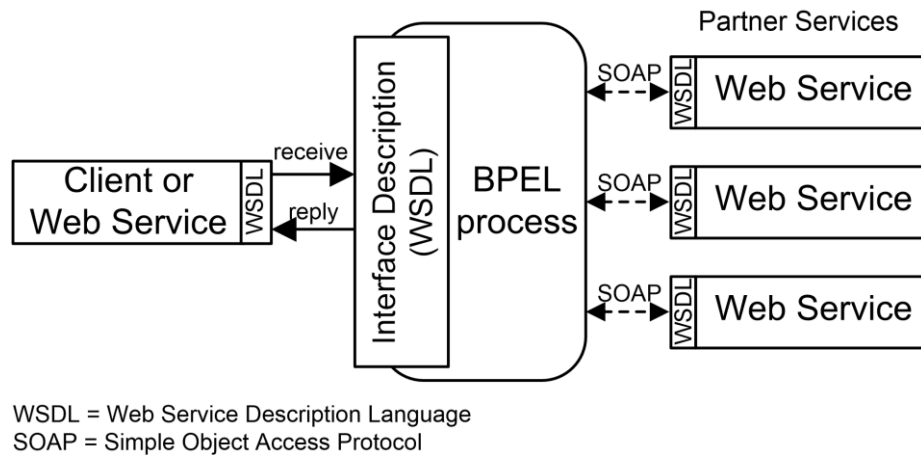 Partner Services
SOAP
WSDL
Web Service
receive
Client or
Web Service
WSDL
reply
Interface Description
(WSDL)
BPEL
process
SOAP
WSDL
Web Service
SOAP
WSDL
Web Service
WSDL = Web Service Description Language
SOAP = Simple Object Access Protocol